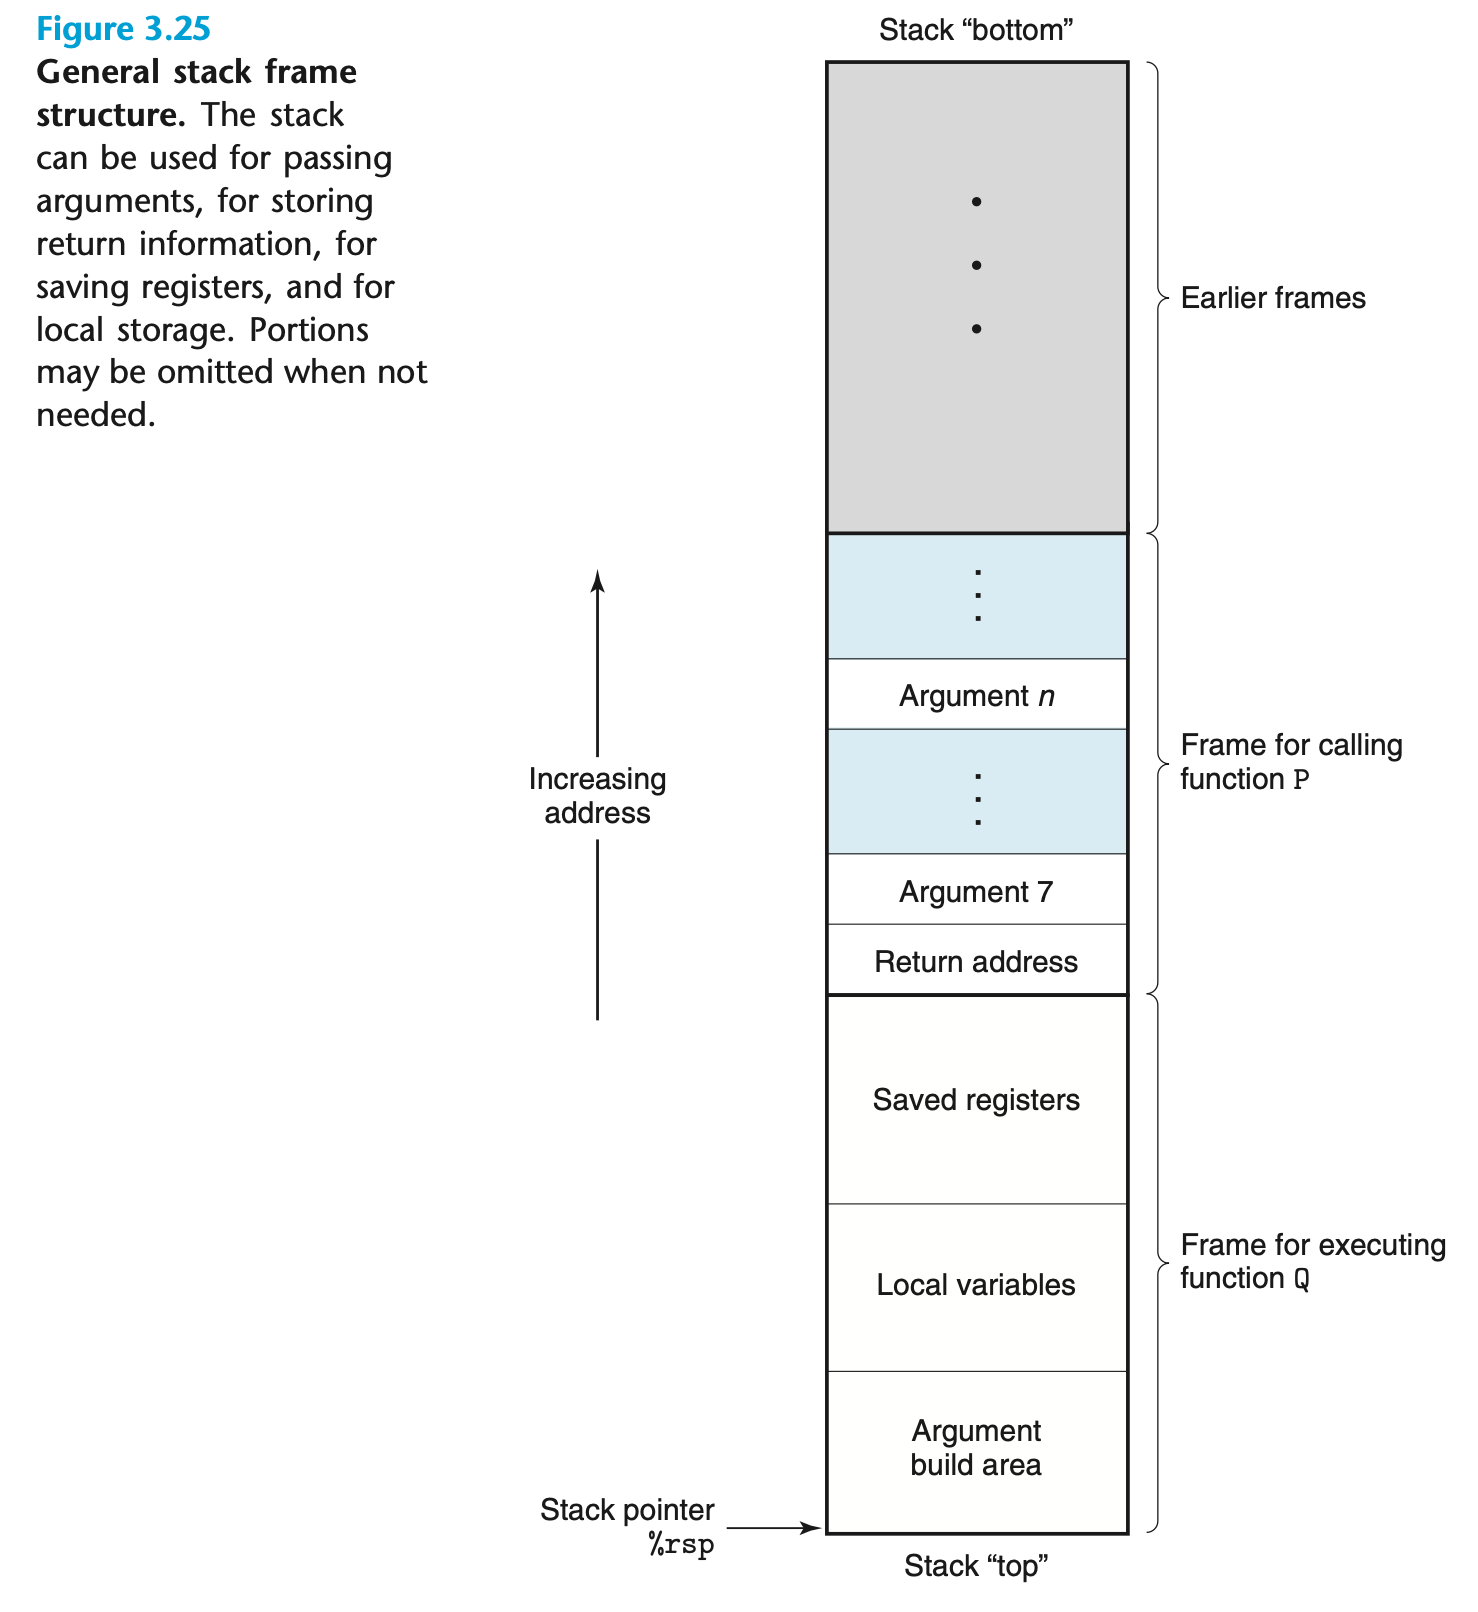 Figure 3.25
General stack frame
structure. The stack
can be used for passing
arguments, for storing
return information, for
saving registers, and for
local storage. Portions
may be omitted when not
needed.
Stack “bottom”
Earlier frames
Increasing
address
Argument n
Argument 7
Return address
Frame for calling
function P
Saved registers
Local variables
Argument
build area
Frame for executing
function Q
Stack pointer
%rsp
Stack “top”